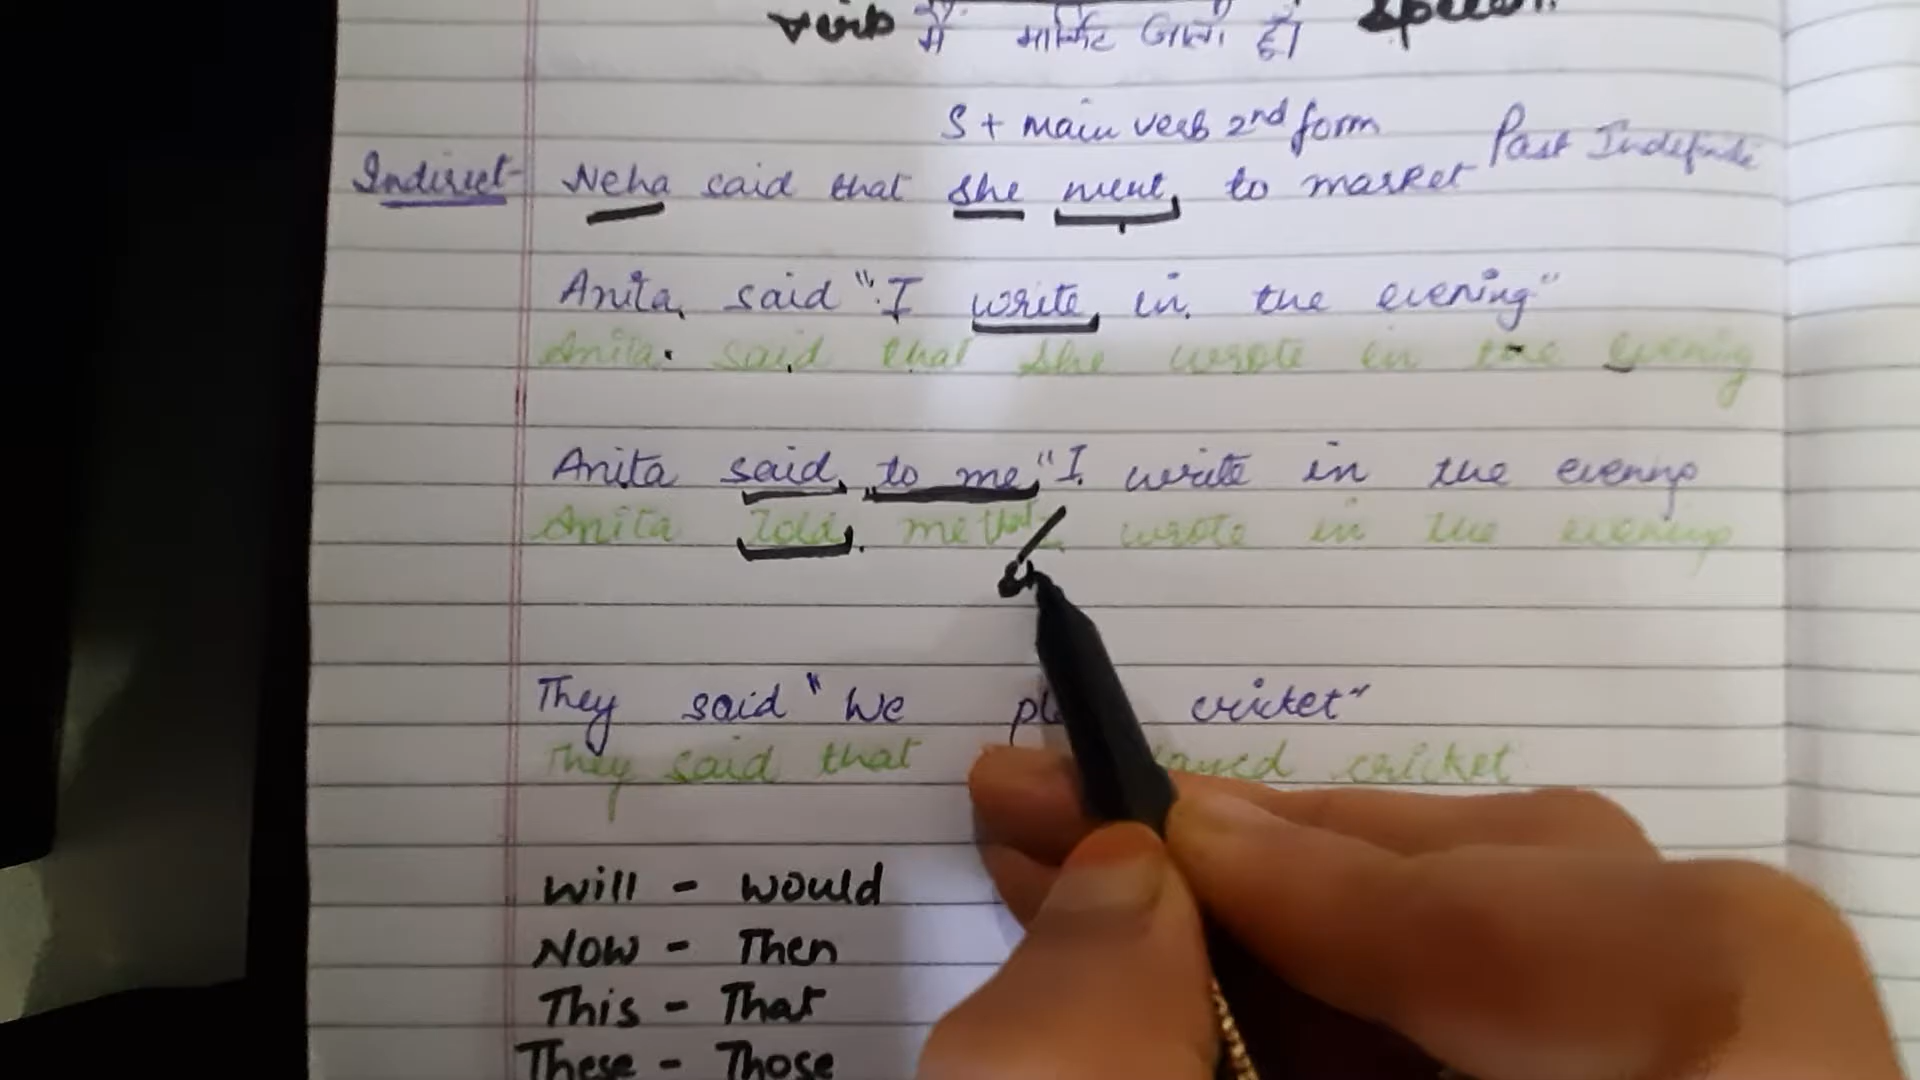 verb में जाती है। Speech.
S + main verb 2nd form Past Indefinite
Indirect- Neha said that she went to market
Anita said "I write in the evening"
Anita said that she wrote in the evening
Anita said to me "I write in the evening
Anita Told me that wrote in the evening
They said "We cricket"
They said that cricket
Will - Would
Now - Then
This - That
These - Those